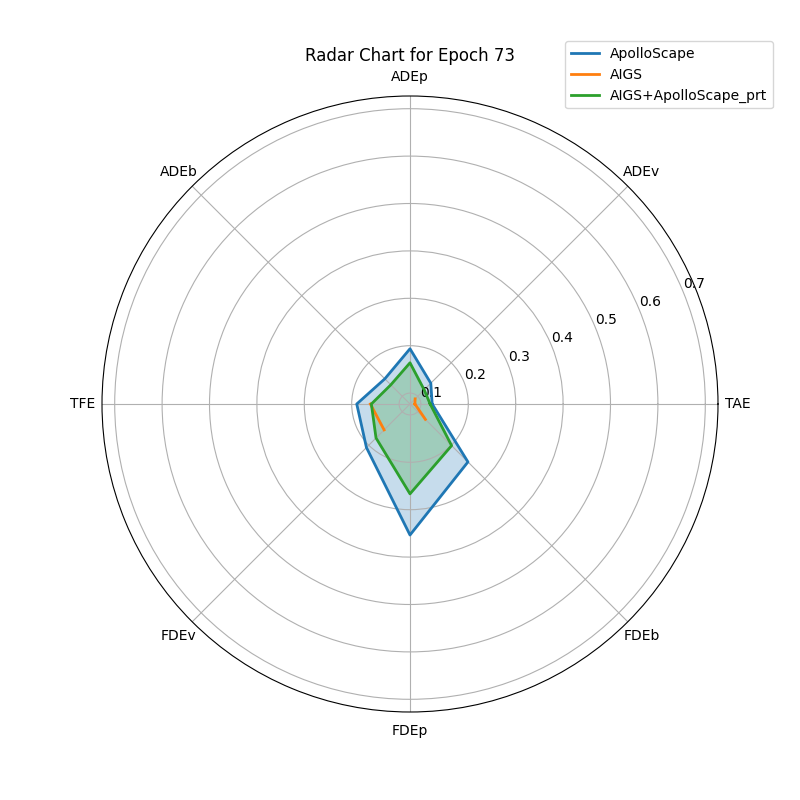 Radar Chart for Epoch 73
ApolloScape
AIGS
AIGS+ApolloScape_prt
ADEp
ADEb
ADEv
0.7
0.6
0.5
0.4
0.3
0.2
0.1
TFE
TAE
FDEv
FDEb
FDEp